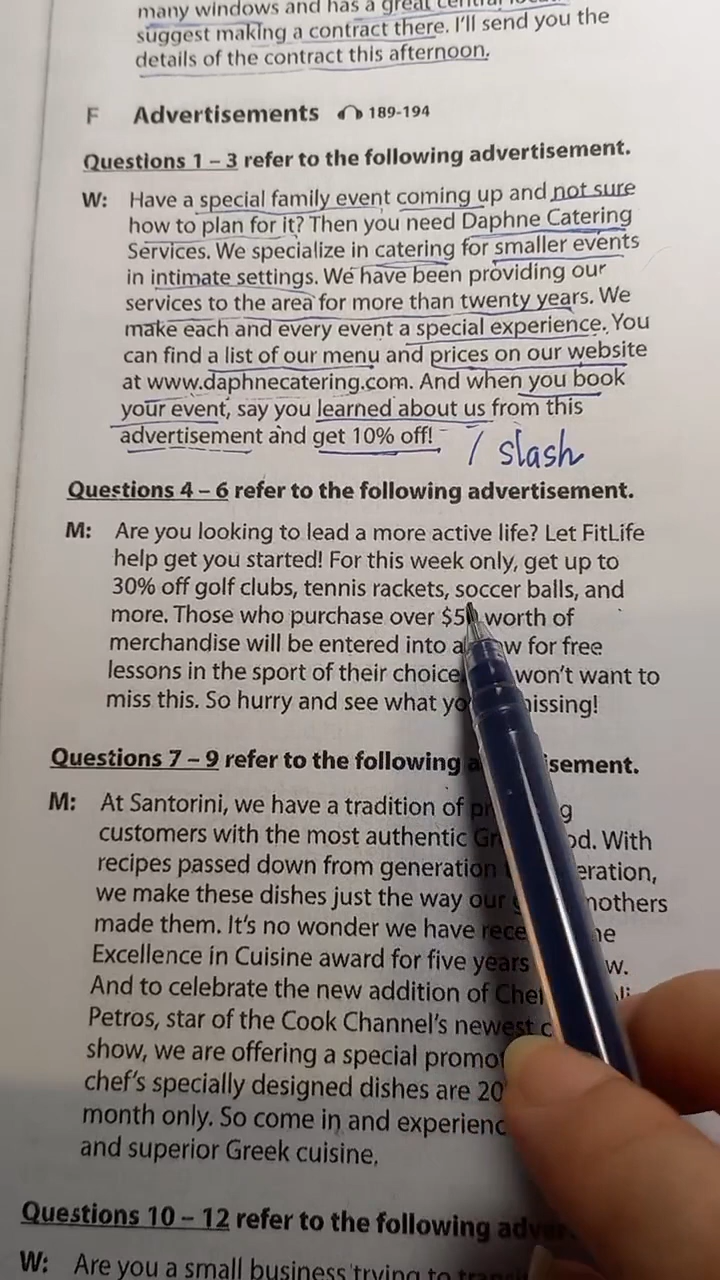 many windows and has a great central
suggest making a contract there. I'll send you the
details of the contract this afternoon.
F Advertisements 189-194
Questions 1 – 3 refer to the following advertisement.
W: Have a special family event coming up and not sure
how to plan for it? Then you need Daphne Catering
Services. We specialize in catering for smaller events
in intimate settings. We have been providing our
services to the area for more than twenty years. We
make each and every event a special experience. You
can find a list of our menu and prices on our website
at www.daphnecatering.com. And when you book
your event, say you learned about us from this
advertisement and get 10% off!
/ slash
Questions 4 – 6 refer to the following advertisement.
M: Are you looking to lead a more active life? Let FitLife
help get you started! For this week only, get up to
30% off golf clubs, tennis rackets, soccer balls, and
more. Those who purchase over worth of
merchandise will be entered into a for free
lessons in the sport of their choice. won't want to
miss this. So hurry and see what missing!
Questions 7 – 9 refer to the following
M: At Santorini, we have a tradition of
customers with the most authentic With
recipes passed down from generation
we make these dishes just the way our
made them. It's no wonder we have
Excellence in Cuisine award for five years
And to celebrate the new addition of
Petros, star of the Cook Channel's newest
show, we are offering a special
chef's specially designed dishes are
month only. So come in and
and superior Greek cuisine.
Questions 10 – 12 refer to the following
W: Are you a small business trying to